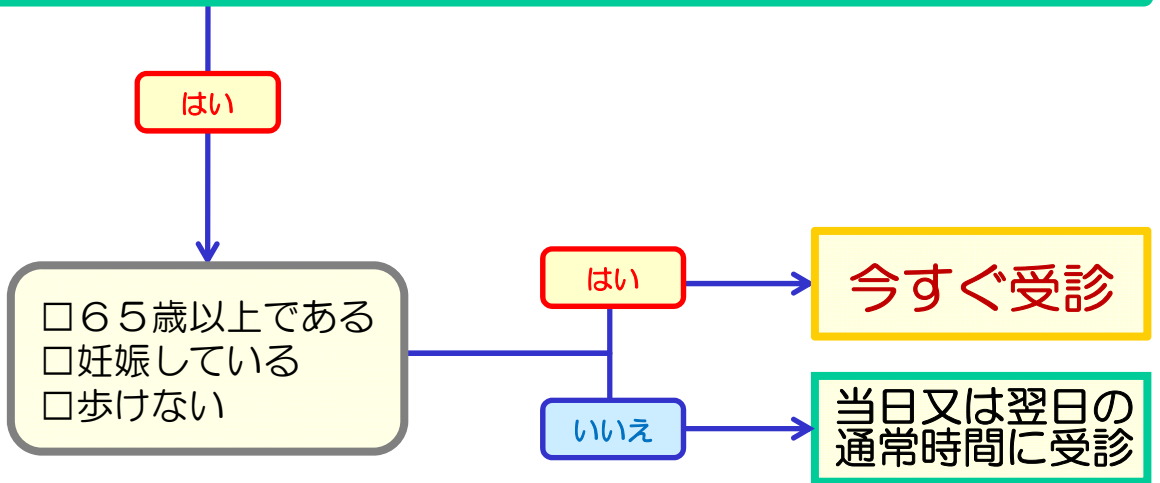 はい
□６５歳以上である
□妊娠している
□歩けない
はい
今すぐ受診
いいえ
当日又は翌日の
通常時間に受診